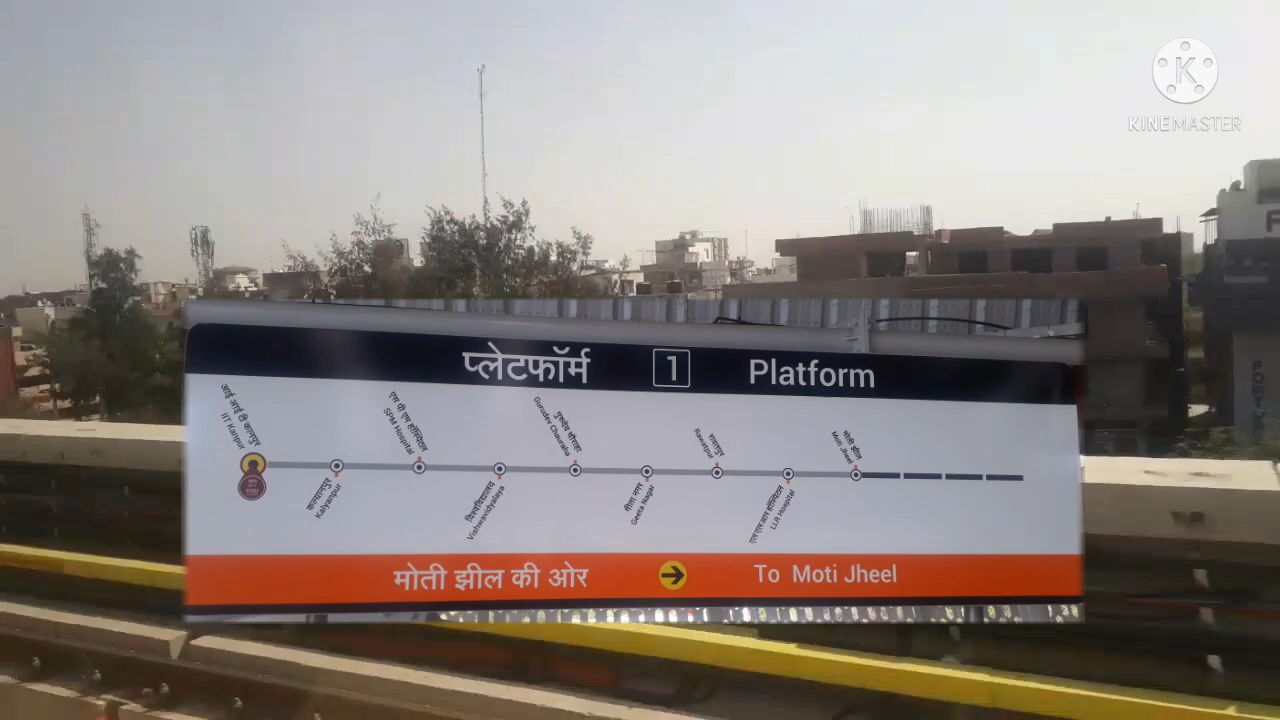 KINEMASTER
प्लेटफॉर्म 1 Platform
आई आई टी कानपुर
IIT Kanpur
कल्यानपुर
Kalyanpur
एस पी एम हॉस्पिटल
SPM Hospital
विश्वविद्यालय
Vishwavidyalaya
गुरुदेव चौराहा
Gurudev Chauraha
गीता नगर
Geeta Nagar
रावतपुर
Rawatpur
एल एल आर हॉस्पिटल
LLR Hospital
मोती झील
Moti Jheel
मोती झील की ओर To Moti Jheel